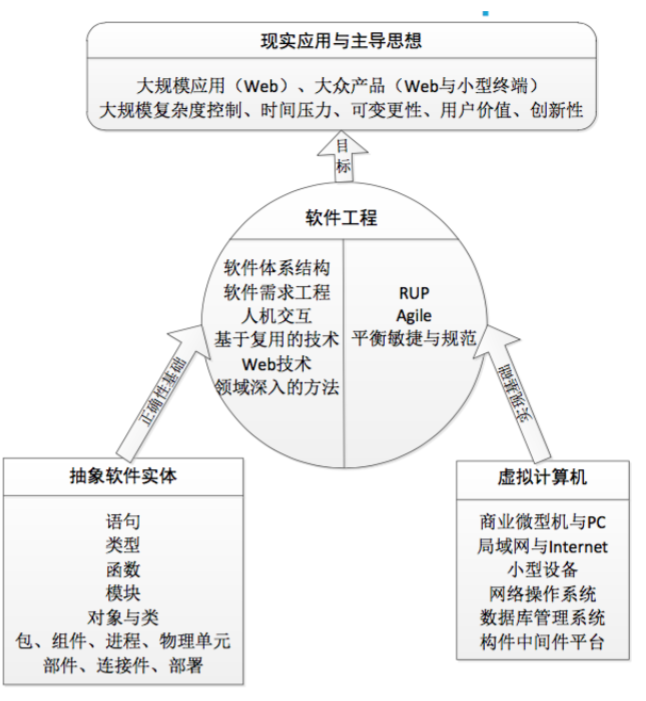 现实应用与主导思想
大规模应用（Web）、大众产品（Web与小型终端）
大规模复杂度控制、时间压力、可变更性、用户价值、创新性
目标
软件工程
软件体系结构
软件需求工程
人机交互
基于复用的技术
Web技术
领域深入的方法
RUP
Agile
平衡敏捷与规范
正确性基础
实现基础
抽象软件实体
语句
类型
函数
模块
对象与类
包、组件、进程、物理单元
部件、连接件、部署
虚拟计算机
商业微型机与PC
局域网与Internet
小型设备
网络操作系统
数据库管理系统
构件中间件平台